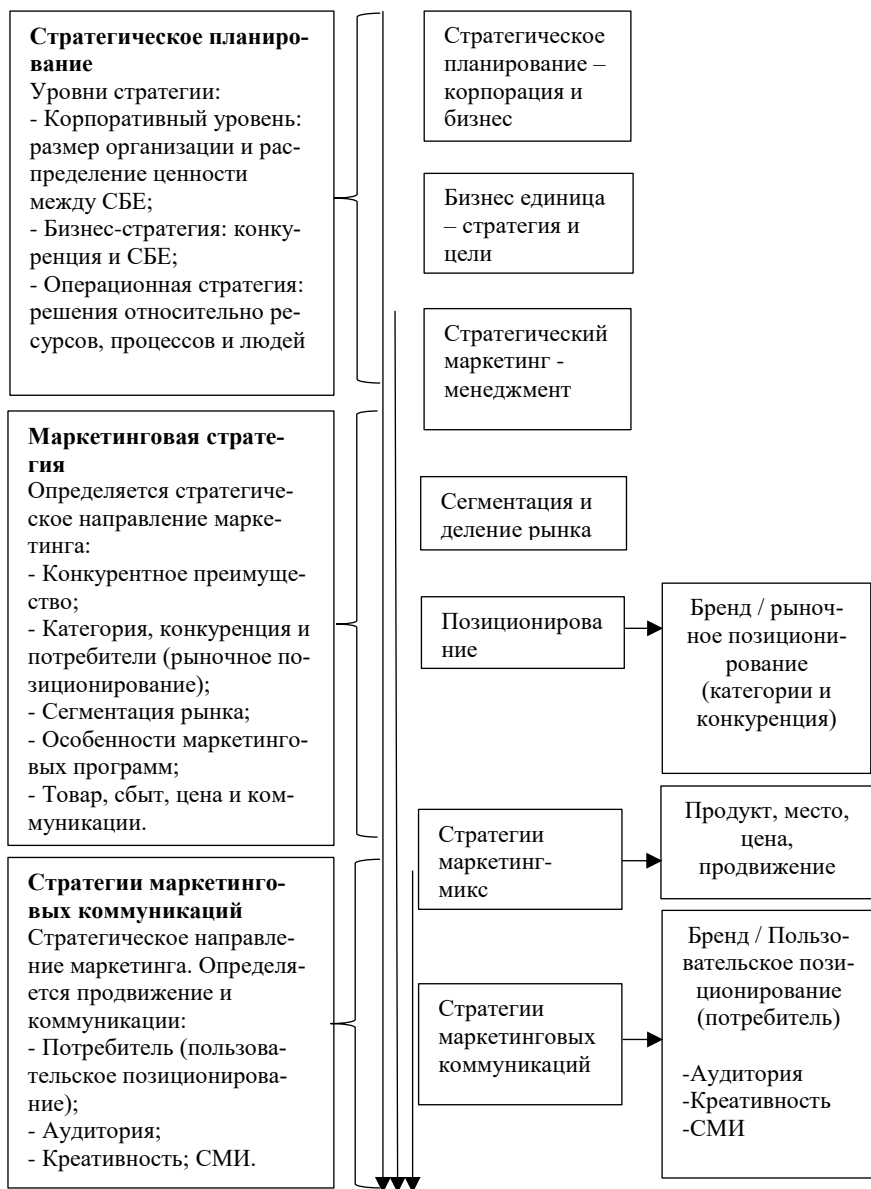 Стратегическое планиро-
вание
Уровни стратегии:
- Корпоративный уровень:
размер организации и рас-
пределение ценности
между СБЕ;
- Бизнес-стратегия: конку-
ренция и СБЕ;
- Операционная стратегия:
решения относительно ре-
сурсов, процессов и людей
Маркетинговая страте-
гия
Определяется стратегиче-
ское направление марке-
тинга:
- Конкурентное преимуще-
ство;
- Категория, конкуренция и
потребители (рыночное по-
зиционирование);
- Сегментация рынка;
- Особенности маркетинго-
вых программ;
- Товар, сбыт, цена и ком-
муникации.
Стратегии маркетинго-
вых коммуникаций
Стратегическое направле-
ние маркетинга. Определя-
ется продвижение и
коммуникации:
- Потребитель (пользова-
тельское позиционирова-
ние);
- Аудитория;
- Креативность; СМИ.
Стратегическое
планирование –
корпорация и
бизнес
Бизнес единица
– стратегия и
цели
Стратегический
маркетинг -
менеджмент
Сегментация и
деление рынка
Позициониров­а
ние
Бренд / рыноч-
ное позициони-
рование
(категории и
конкуренция)
Стратегии
маркетинг-
микс
Продукт, место,
цена,
продвижение
Стратегии
маркетинговых
коммуникаций
Бренд / Пользо-
вательское пози-
ционирование
(потребитель)
-Аудитория
-Креативность
-СМИ